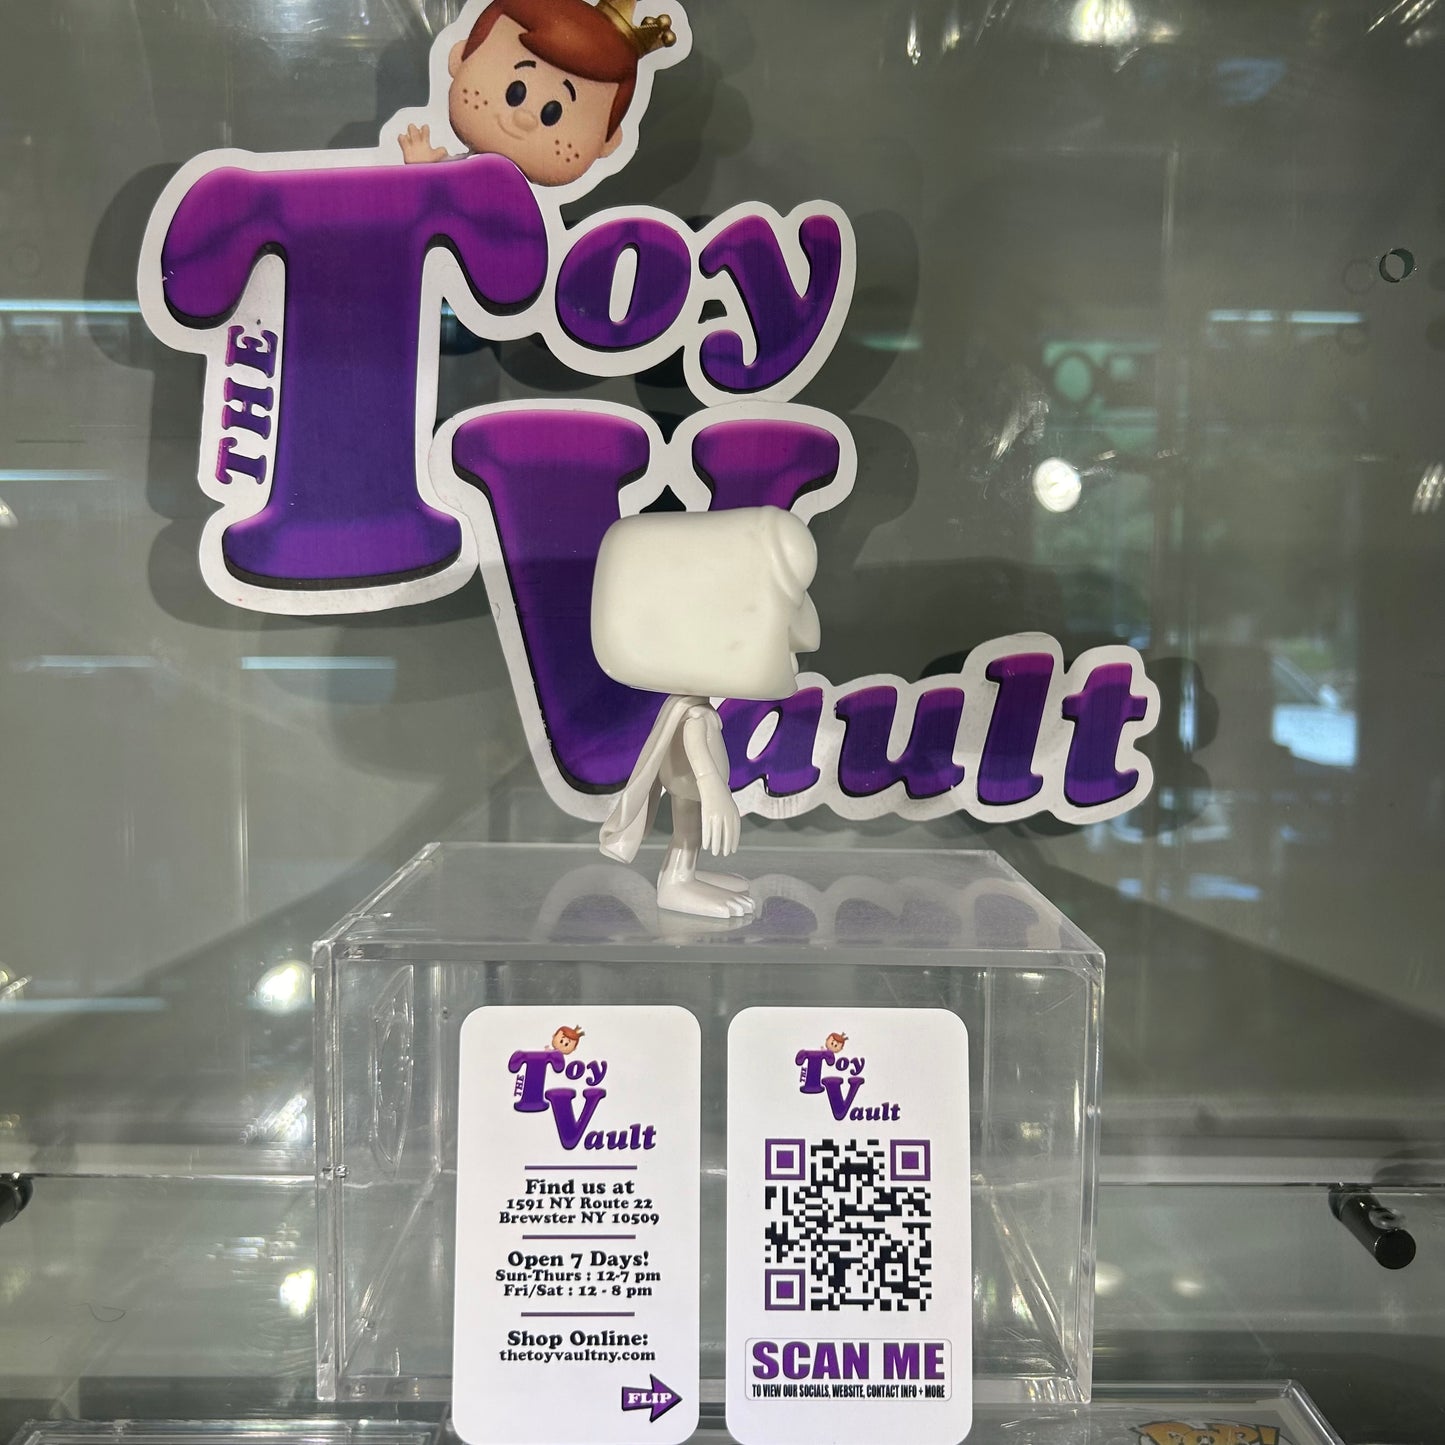 THE Toy
Vault
THE Toy
Vault
Find us at
1591 NY Route 22
Brewster NY 10509
Open 7 Days!
Sun-Thurs : 12-7 pm
Fri/Sat : 12 - 8 pm
Shop Online:
thetoyvaultny.com
FLIP
THE Toy
Vault
SCAN ME
TO VIEW OUR SOCIALS, WEBSITE, CONTACT INFO + MORE
POP!